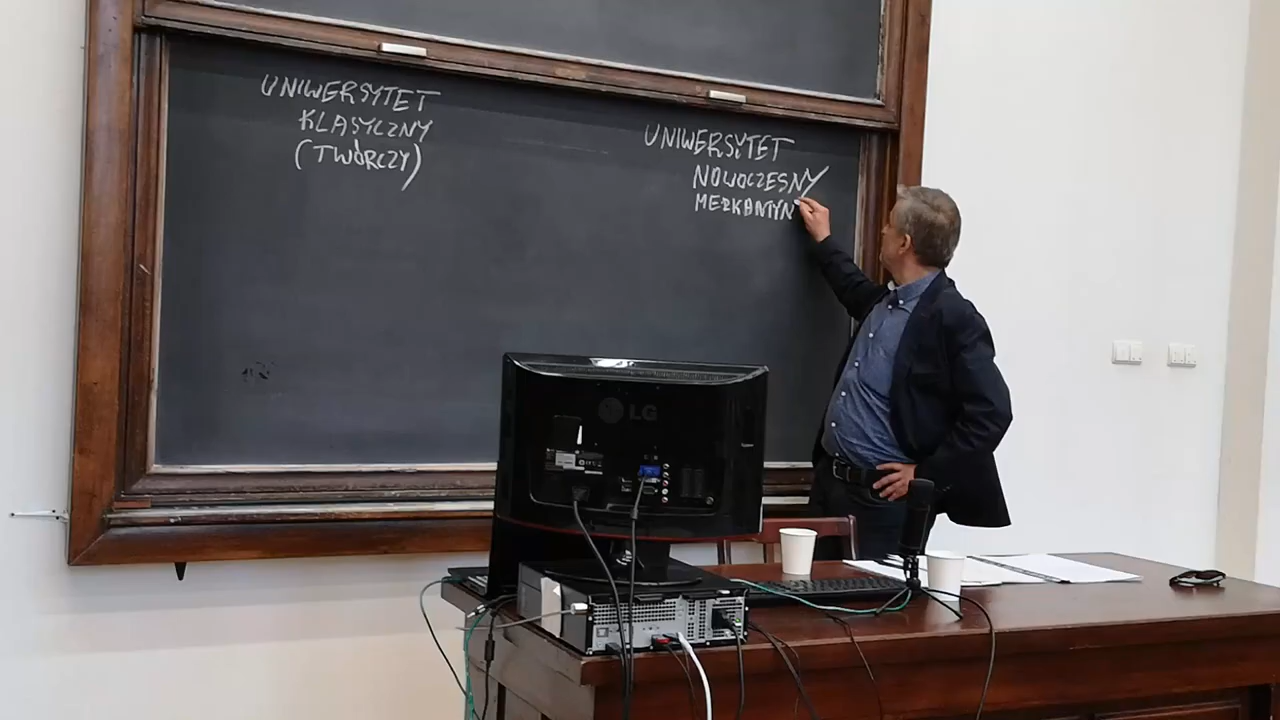 UNIWERSYTET
KLASYCZNY
(TWÓRCZY)
UNIWERSYTET
NOWOCZESNY
MERKANTYN
LG